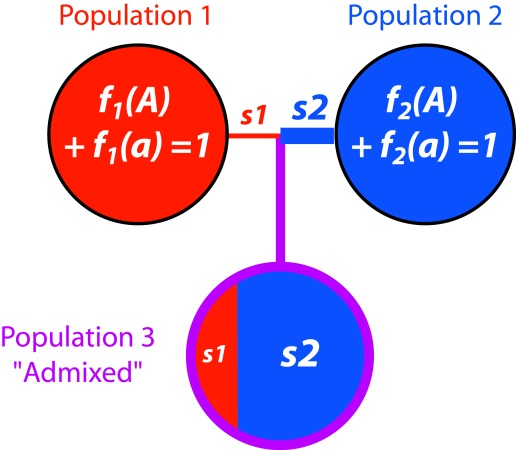 Population 1
Population 2
f1(A)
+ f1(a) =1
s1
s2
f2(A)
+ f2(a) =1
Population 3
"Admixed"
s1
s2